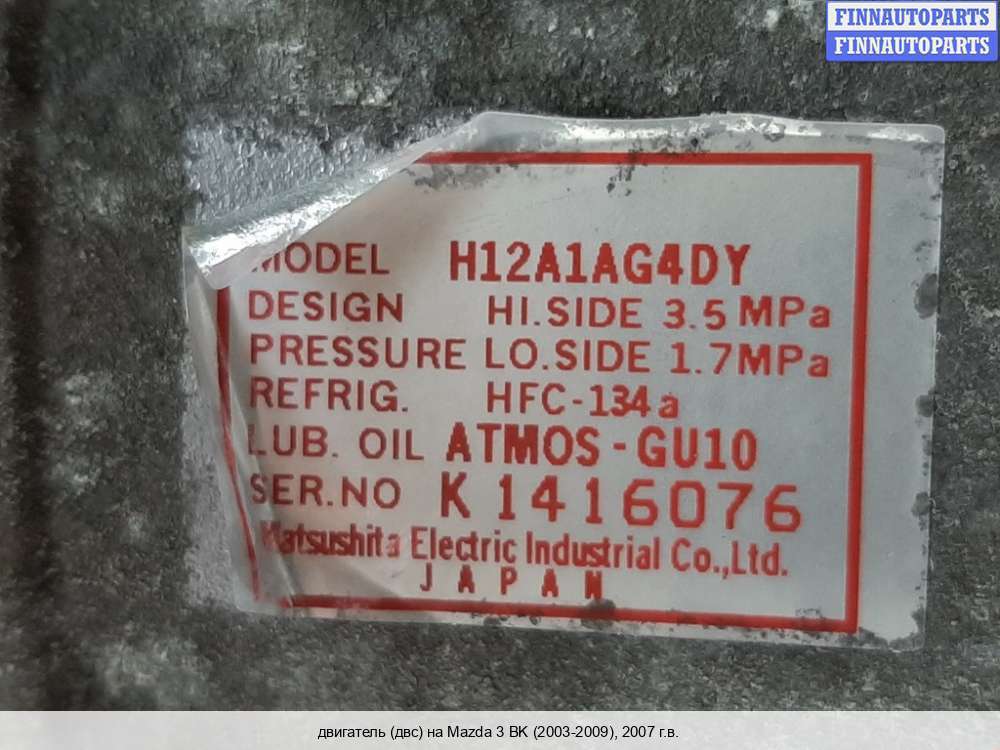 FINNAUTOPARTS
FINNAUTOPARTS
MODEL H12A1AG4DY
DESIGN HI.SIDE 3.5 MPa
PRESSURE LO.SIDE 1.7MPa
REFRIG. HFC-134a
LUB. OIL ATMOS-GU10
SER.NO K1416076
Matsushita Electric Industrial Co.,Ltd.
JAPAN
двигатель (двс) на Mazda 3 BK (2003-2009), 2007 г.в.